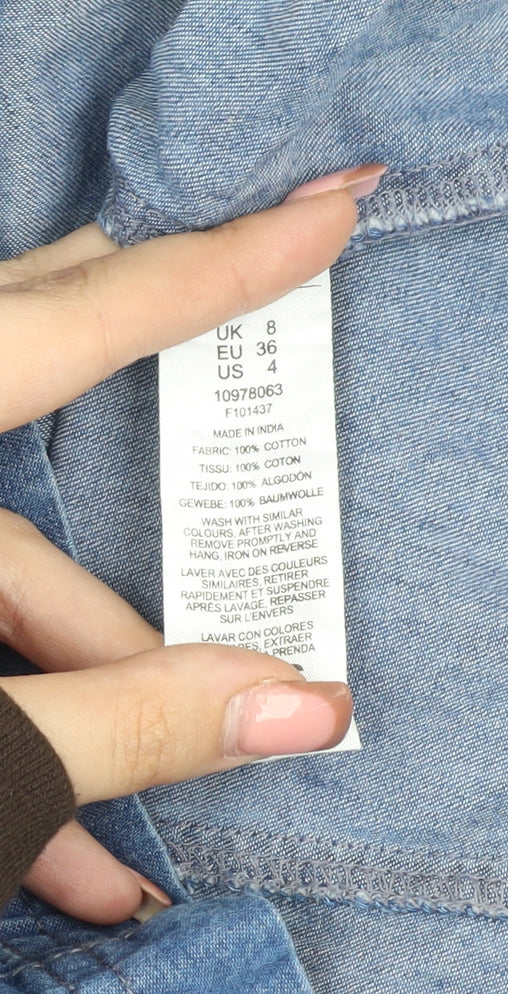 UK 8
EU 36
US 4
10978063
F101437
MADE IN INDIA
FABRIC: 100% COTTON
TISSU: 100% COTON
TEJIDO: 100% ALGODÓN
GEWEBE: 100% BAUMWOLLE
WASH WITH SIMILAR
COLOURS, AFTER WASHING
REMOVE PROMPTLY AND
HANG, IRON ON REVERSE
LAVER AVEC DES COULEURS
SIMILAIRES, RETIRER
RAPIDEMENT ET SUSPENDRE
APRÈS LAVAGE, REPASSER
SUR L'ENVERS
LAVAR CON COLORES
EXTRAER
PRENDA